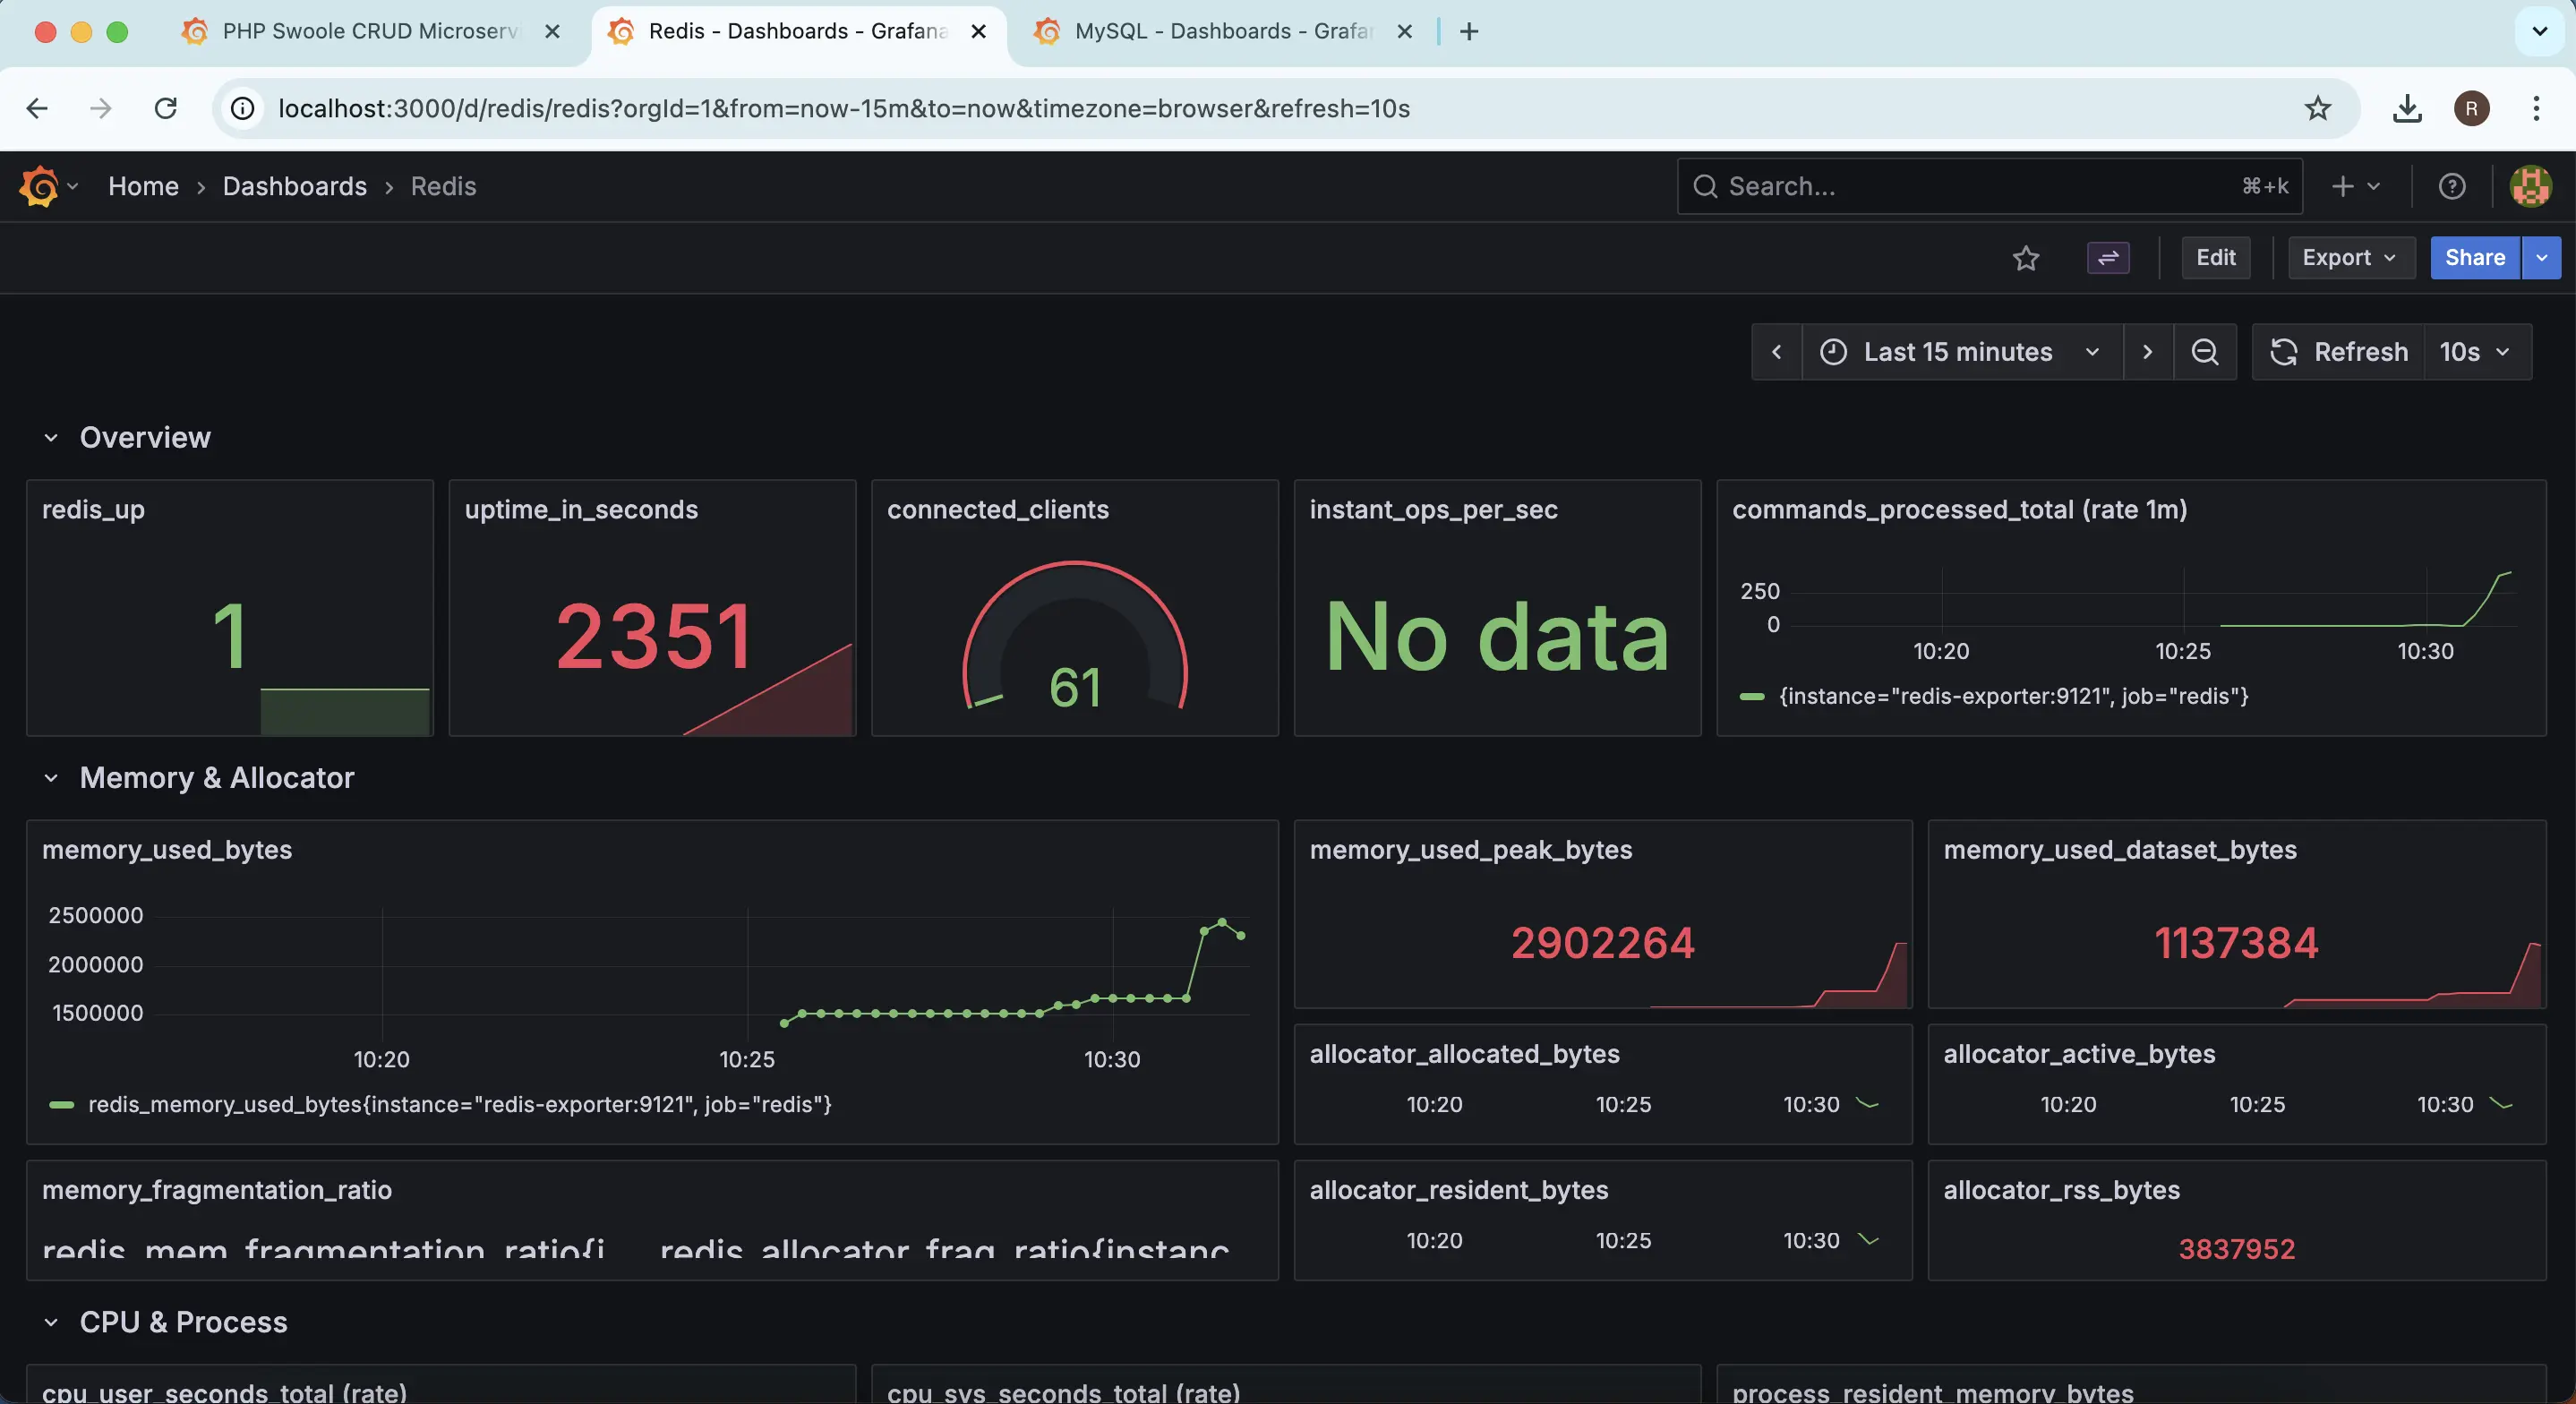 PHP Swoole CRUD Microserv
Redis - Dashboards - Grafana
MySQL - Dashboards - Grafan
localhost:3000/d/redis/redis?orgId=1&from=now-15m&to=now&timezone=browser&refresh=10s
R
Home > Dashboards > Redis
Search...
⌘+k
Edit
Export
Share
Last 15 minutes
Refresh
10s
Overview
redis_up
1
uptime_in_seconds
2351
connected_clients
61
instant_ops_per_sec
No data
commands_processed_total (rate 1m)
250
0
10:20
10:25
10:30
{instance="redis-exporter:9121", job="redis"}
Memory & Allocator
memory_used_bytes
2500000
2000000
1500000
10:20
10:25
10:30
redis_memory_used_bytes{instance="redis-exporter:9121", job="redis"}
memory_used_peak_bytes
2902264
memory_used_dataset_bytes
1137384
allocator_allocated_bytes
10:20
10:25
10:30
allocator_active_bytes
10:20
10:25
10:30
memory_fragmentation_ratio
redis_mem_fragmentation_ratio{i
redis_allocator_frag_ratio{instanc
allocator_resident_bytes
10:20
10:25
10:30
allocator_rss_bytes
3837952
CPU & Process
cpu_user_seconds_total (rate)
cpu_sys_seconds_total (rate)
process_resident_memory_bytes